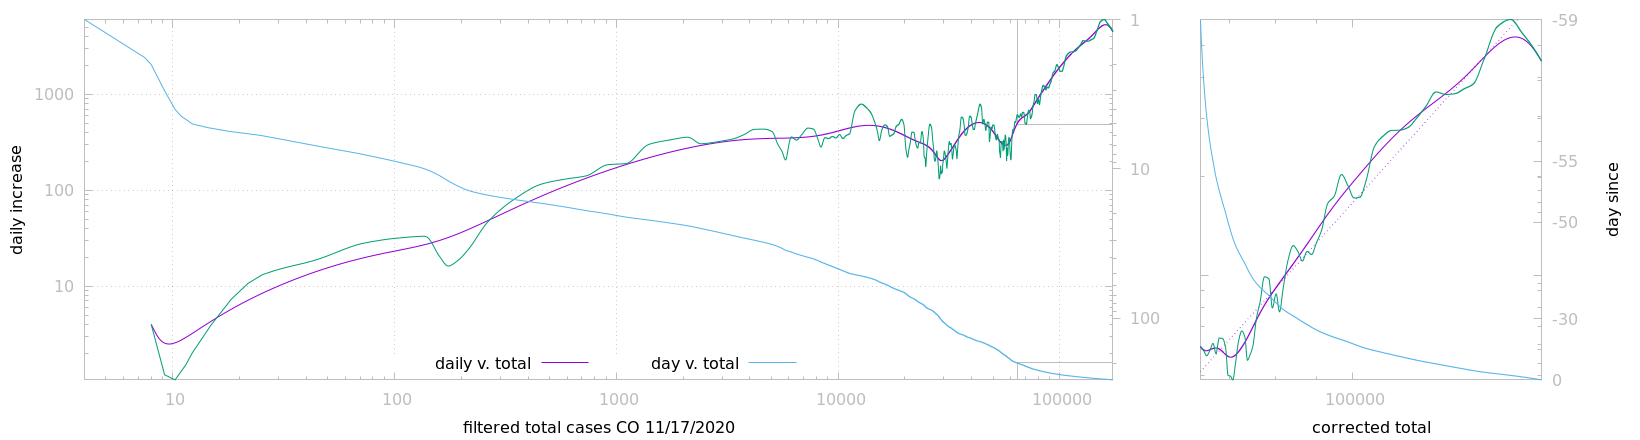 daily increase
1000
100
10
10
100
1000
10000
100000
filtered total cases CO 11/17/2020
daily v. total
day v. total
1
10
100
100000
corrected total
-59
-55
-50
-30
0
day since